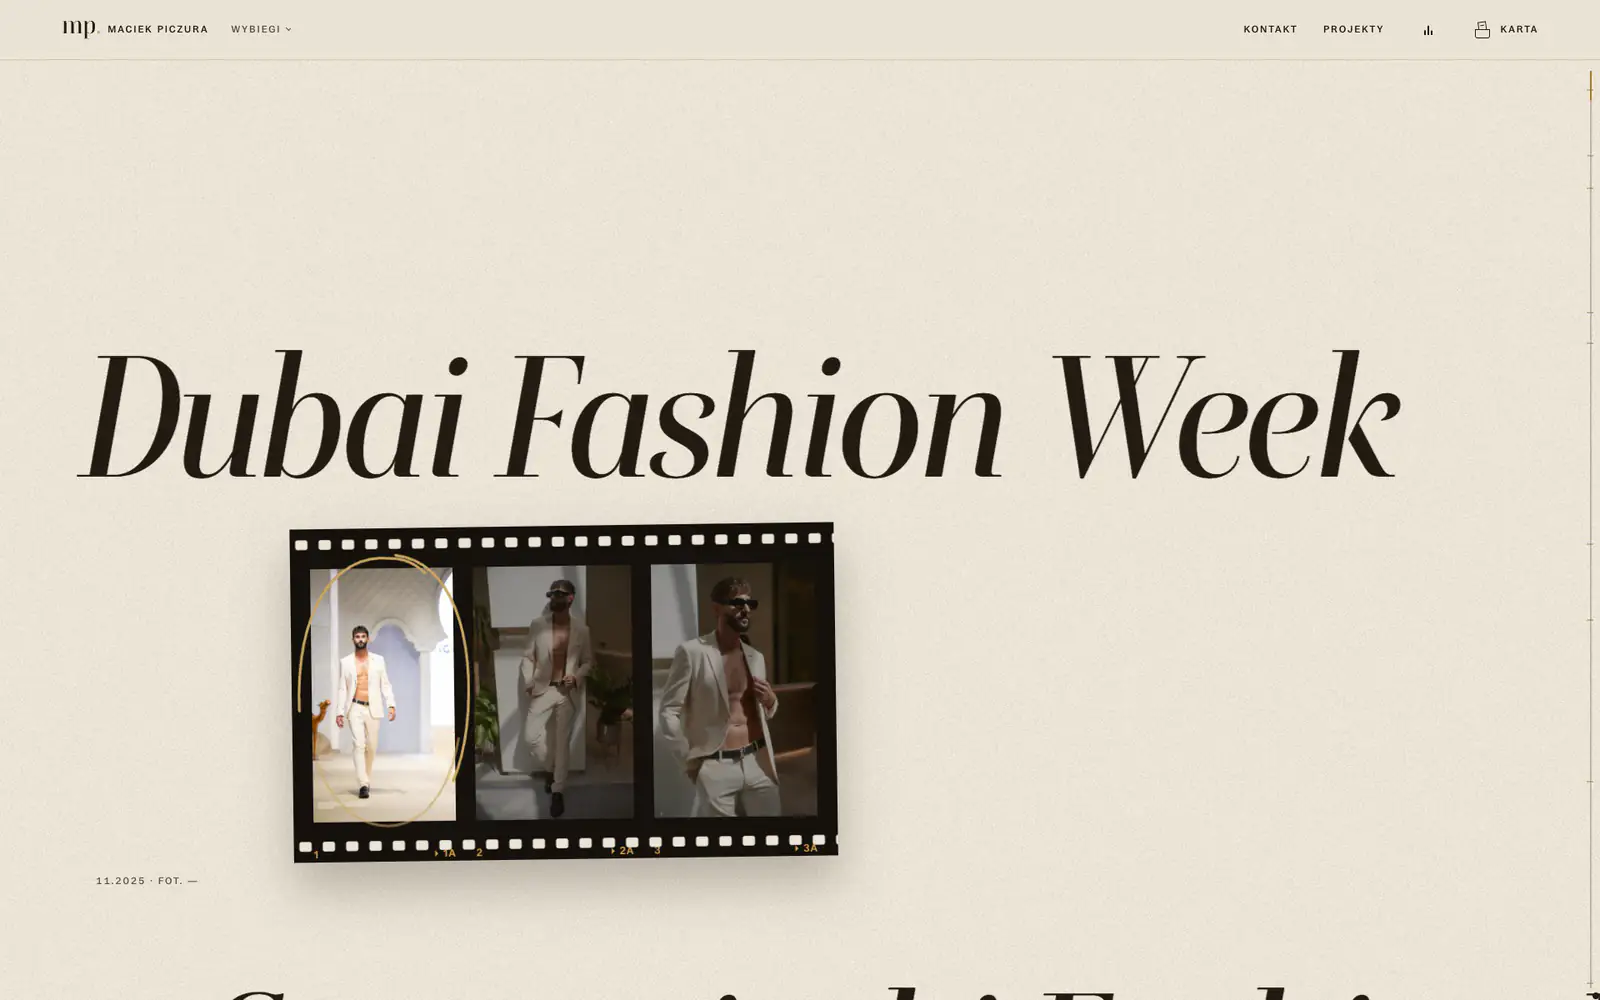 mp. MACIEK PICZURA WYBIEGI KONTAKT PROJEKTY KARTA
Dubai Fashion Week
1 1A 2 2A 3 3A
11.2025 · FOT. —